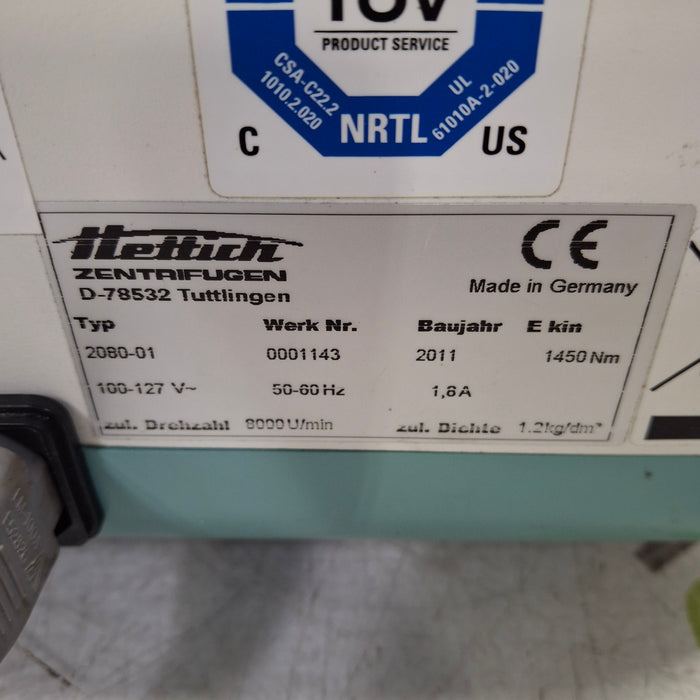 TÜV
PRODUCT SERVICE
CSA-C22.2
1010.2.020
NRTL
UL
61010A-2-020
C
US
Hettich
ZENTRIFUGEN
D-78532 Tuttlingen
CE
Made in Germany
Typ Werk Nr. Baujahr E kin
2080-01 0001143 2011 1450 Nm
100-127 V~ 50-60 Hz 1,6A
zul. Drehzahl 8000 U/min zul. Dichte 1.2kg/dm³